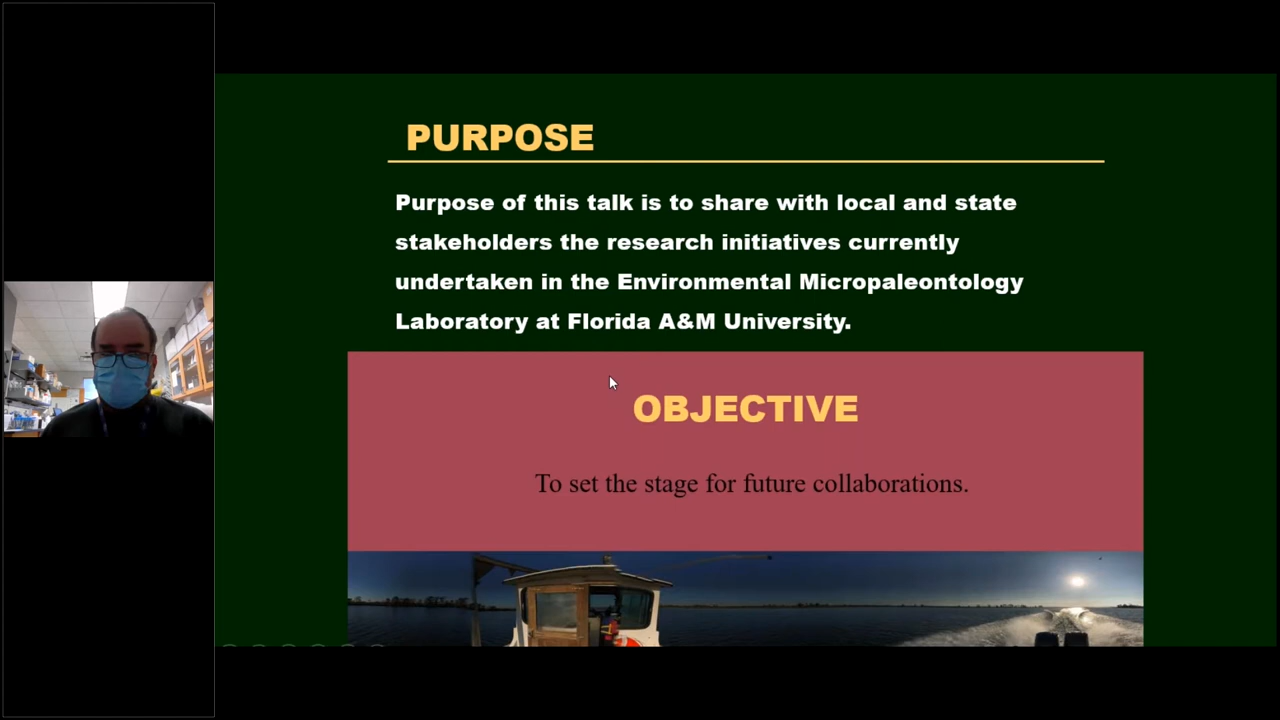 PURPOSE
Purpose of this talk is to share with local and state
stakeholders the research initiatives currently
undertaken in the Environmental Micropaleontology
Laboratory at Florida A&M University.
OBJECTIVE
To set the stage for future collaborations.